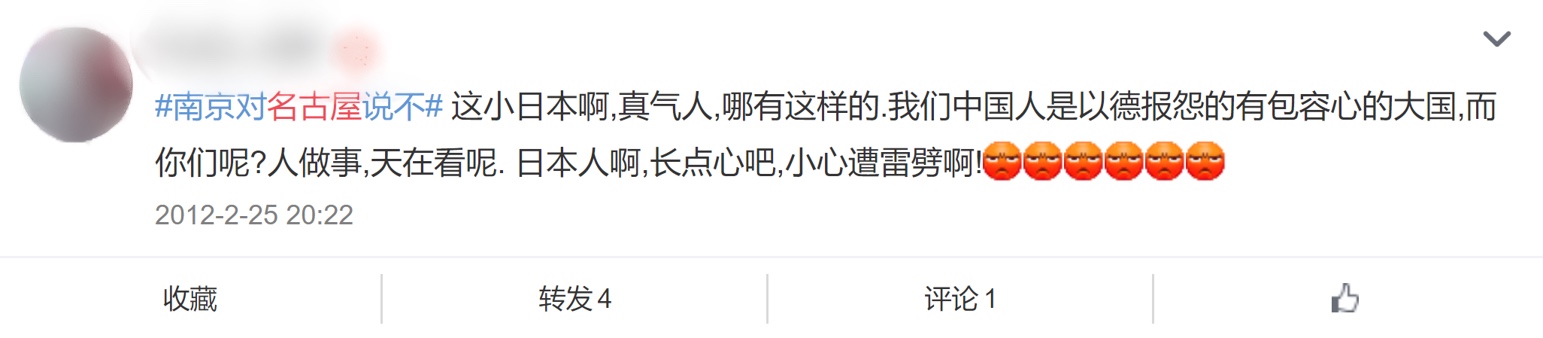 #南京对名古屋说不# 这小日本啊,真气人,哪有这样的.我们中国人是以德报怨的有包容心的大国,而
你们呢?人做事,天在看呢. 日本人啊,长点心吧,小心遭雷劈啊!
2012-2-25 20:22
收藏
转发 4
评论 1